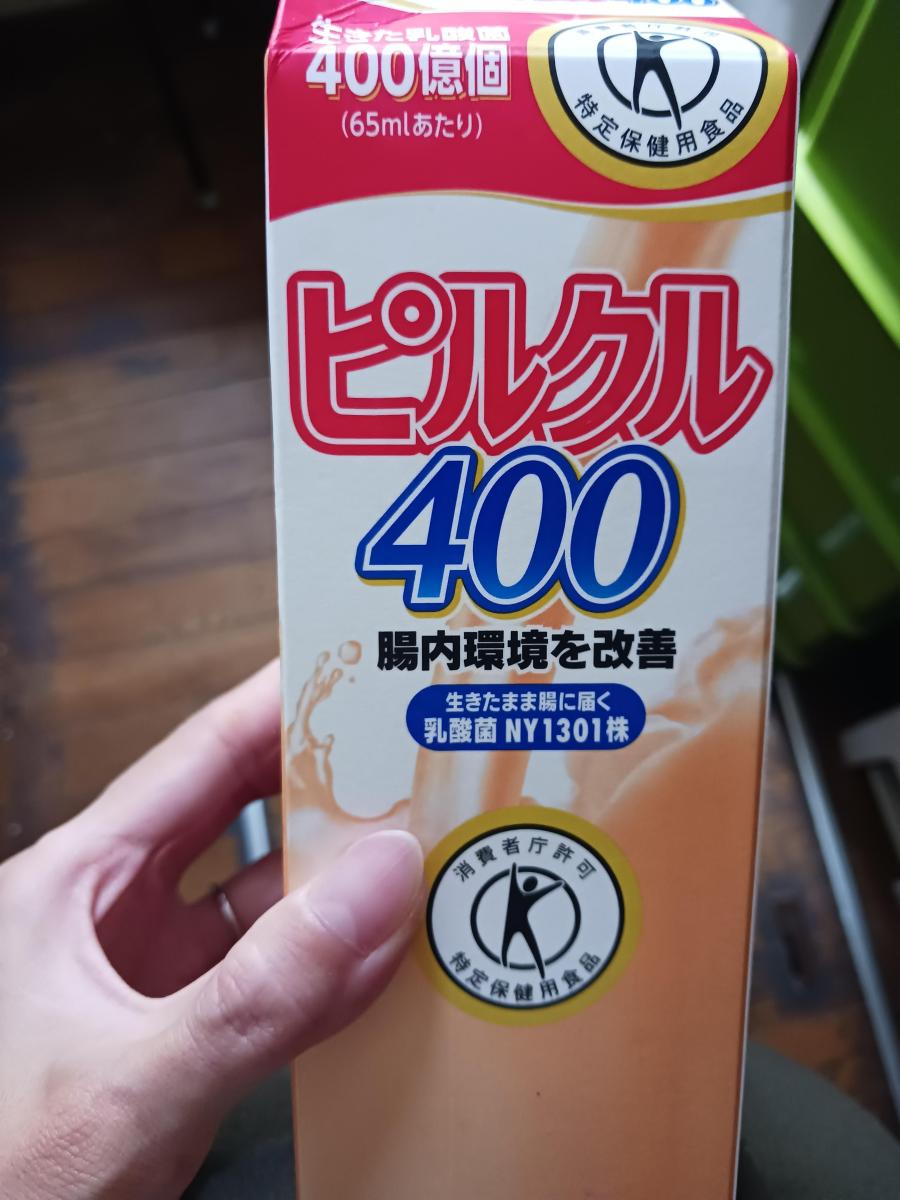 生きた乳酸菌
400億個
(65mlあたり)
特定保健用食品
ピルクル
400
腸内環境を改善
生きたまま腸に届く
乳酸菌 NY1301株
消費者庁許可
特定保健用食品